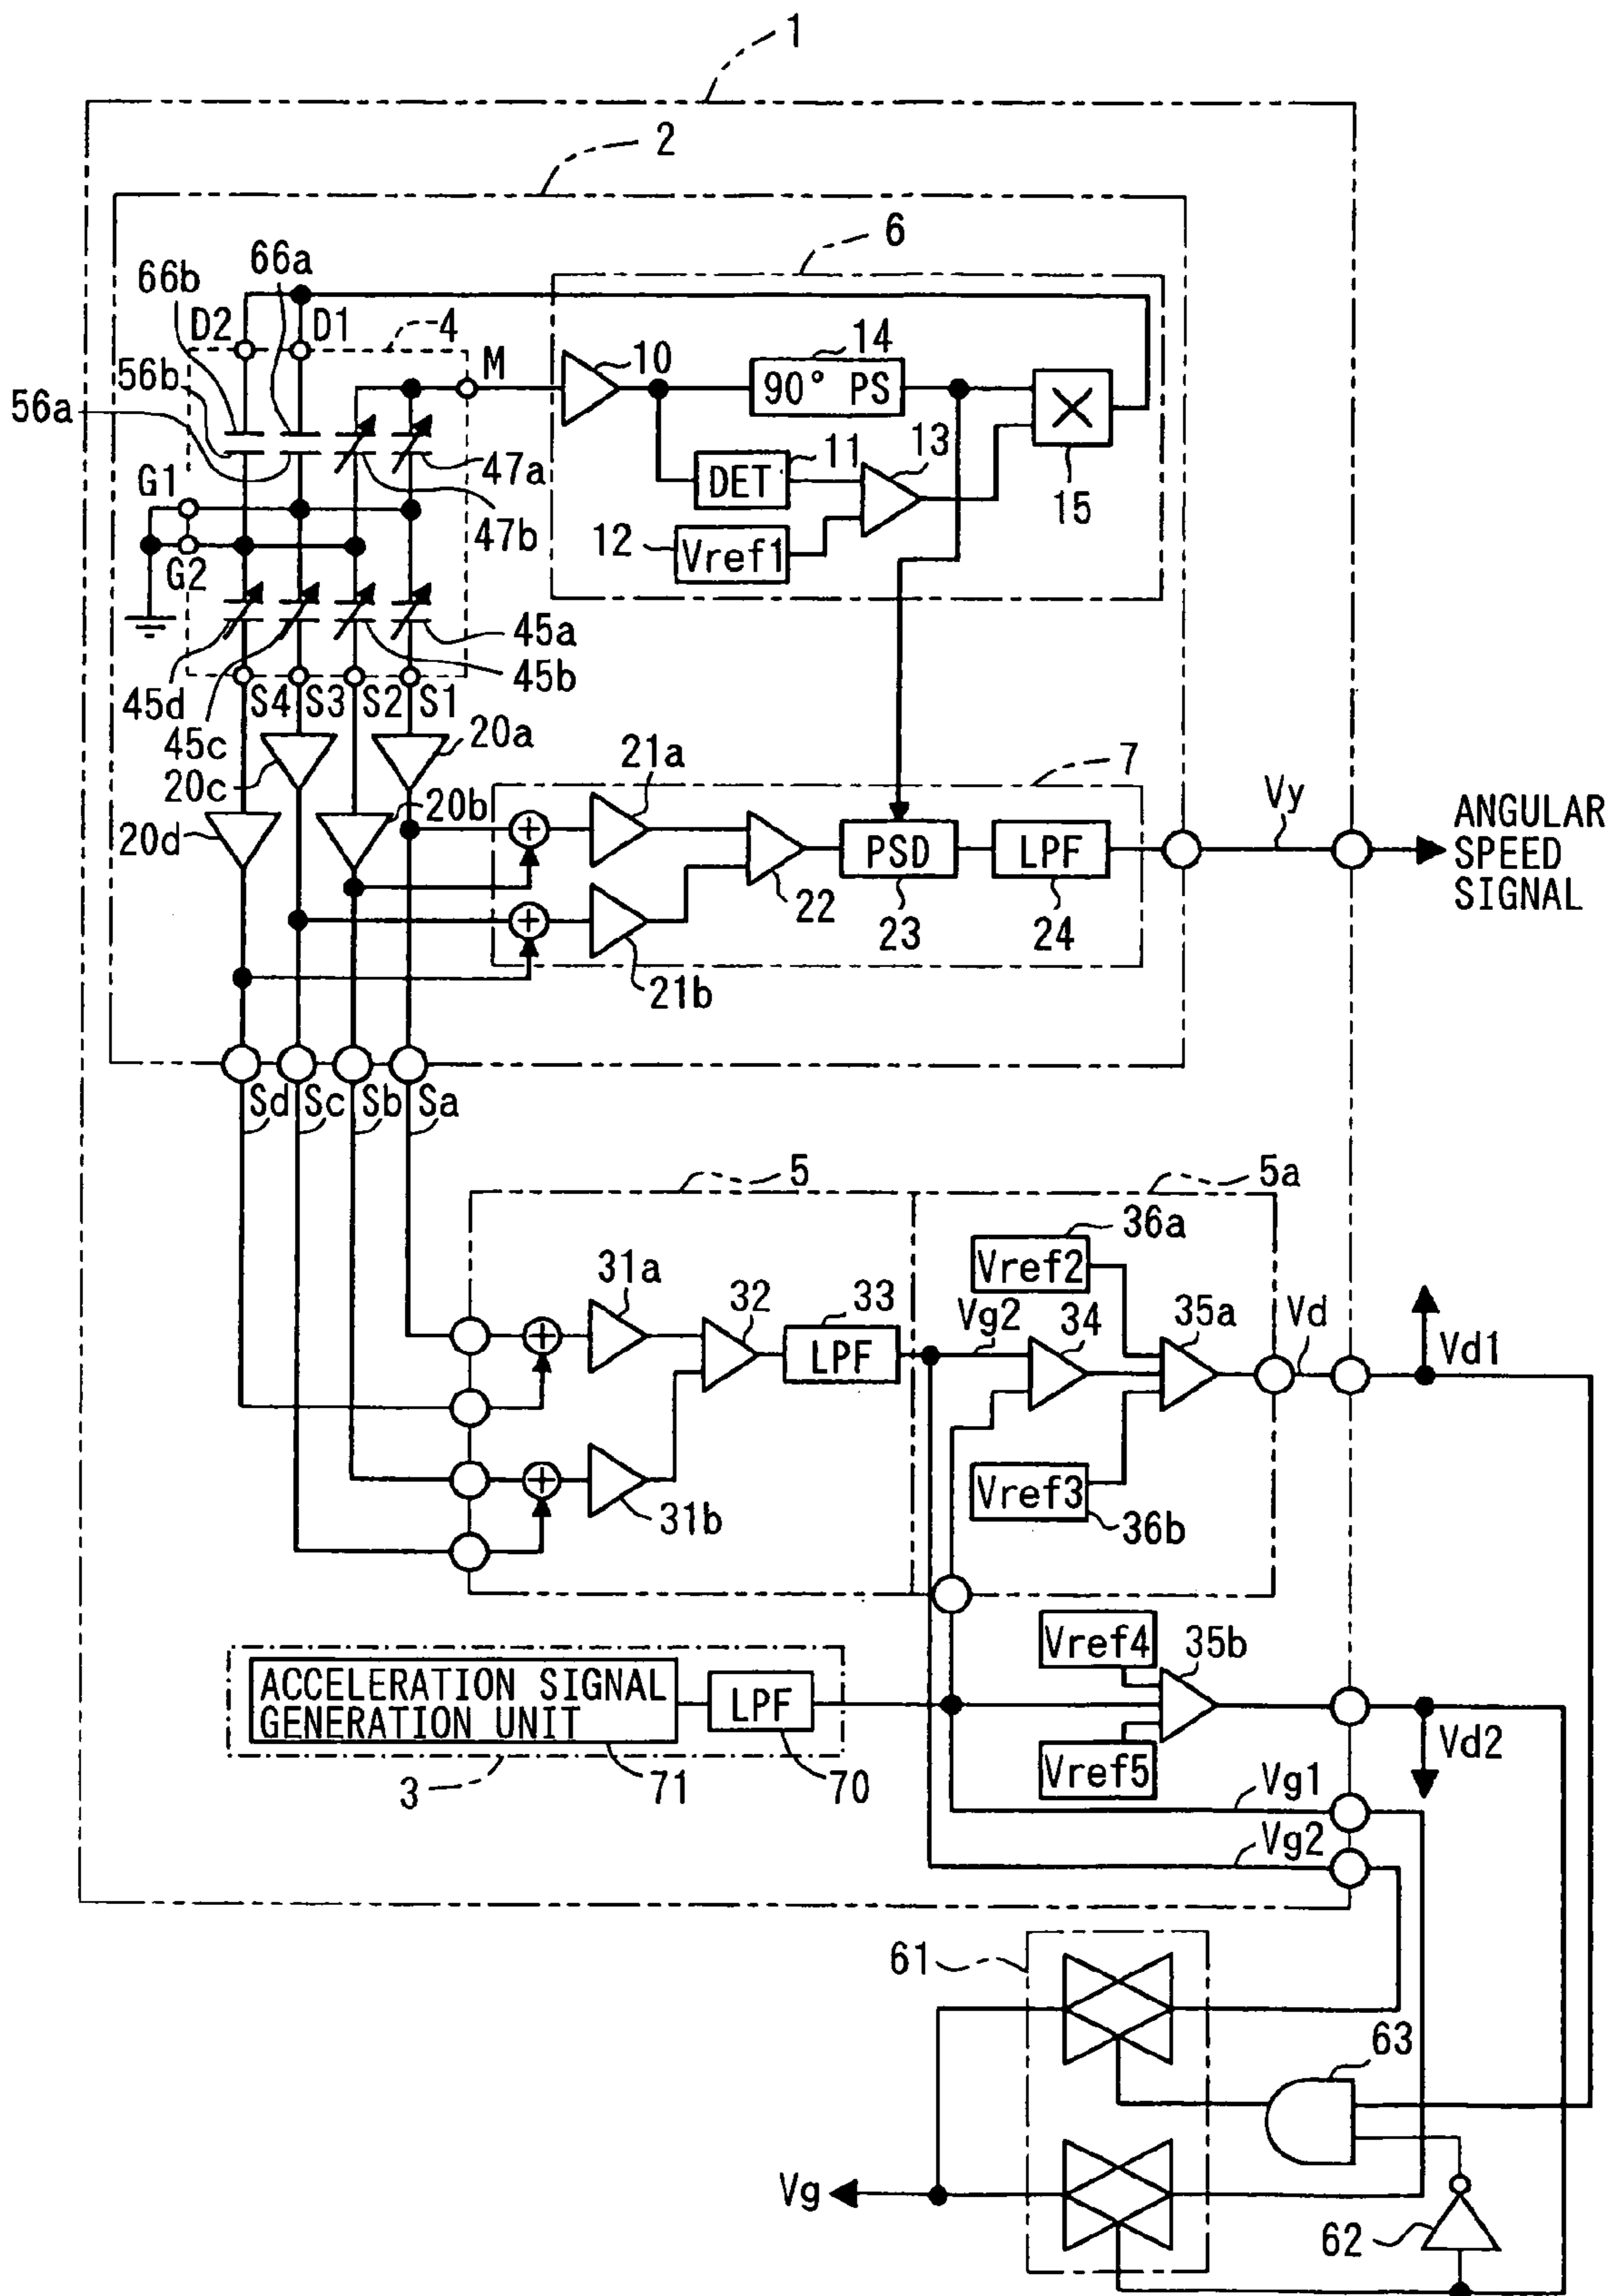 1
2
6
66a
66b
D2
D1
4
M
10
14
90° PS
56b
56a
47a
11
13
DET
15
G1
47b
12
Vref1
G2
45a
45b
45d
S4
S3
S2
S1
45c
20a
20c
21a
7
20b
Vy
20d
PSD
LPF
ANGULAR
SPEED
SIGNAL
22
23
24
21b
Sd
Sc
Sb
Sa
5
5a
36a
Vref2
31a
32
33
Vg2
34
35a
Vd
LPF
Vd1
Vref3
31b
36b
Vref4
35b
ACCELERATION SIGNAL
GENERATION UNIT
LPF
Vd2
Vref5
3
71
70
Vg1
Vg2
61
63
Vg
62